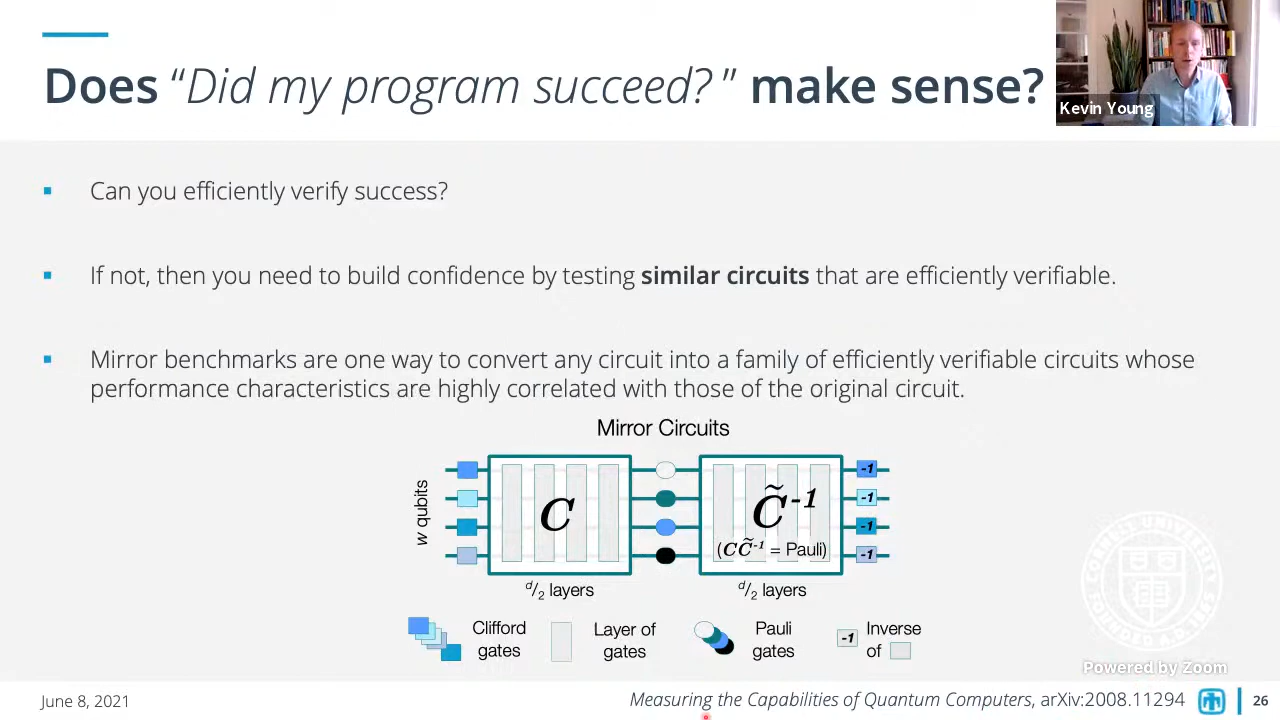 Does “Did my program succeed?” make sense?
Kevin Young
▪ Can you efficiently verify success?
▪ If not, then you need to build confidence by testing similar circuits that are efficiently verifiable.
▪ Mirror benchmarks are one way to convert any circuit into a family of efficiently verifiable circuits whose
performance characteristics are highly correlated with those of the original circuit.
Mirror Circuits
w qubits
C
C̃⁻¹
(CC̃⁻¹ = Pauli)
-1
-1
-1
-1
d/2 layers
d/2 layers
Clifford
gates
Layer of
gates
Pauli
gates
-1
Inverse
of
CORNELL UNIVERSITY
FOUNDED A.D. 1865
Powered by Zoom
June 8, 2021
Measuring the Capabilities of Quantum Computers, arXiv:2008.11294
26